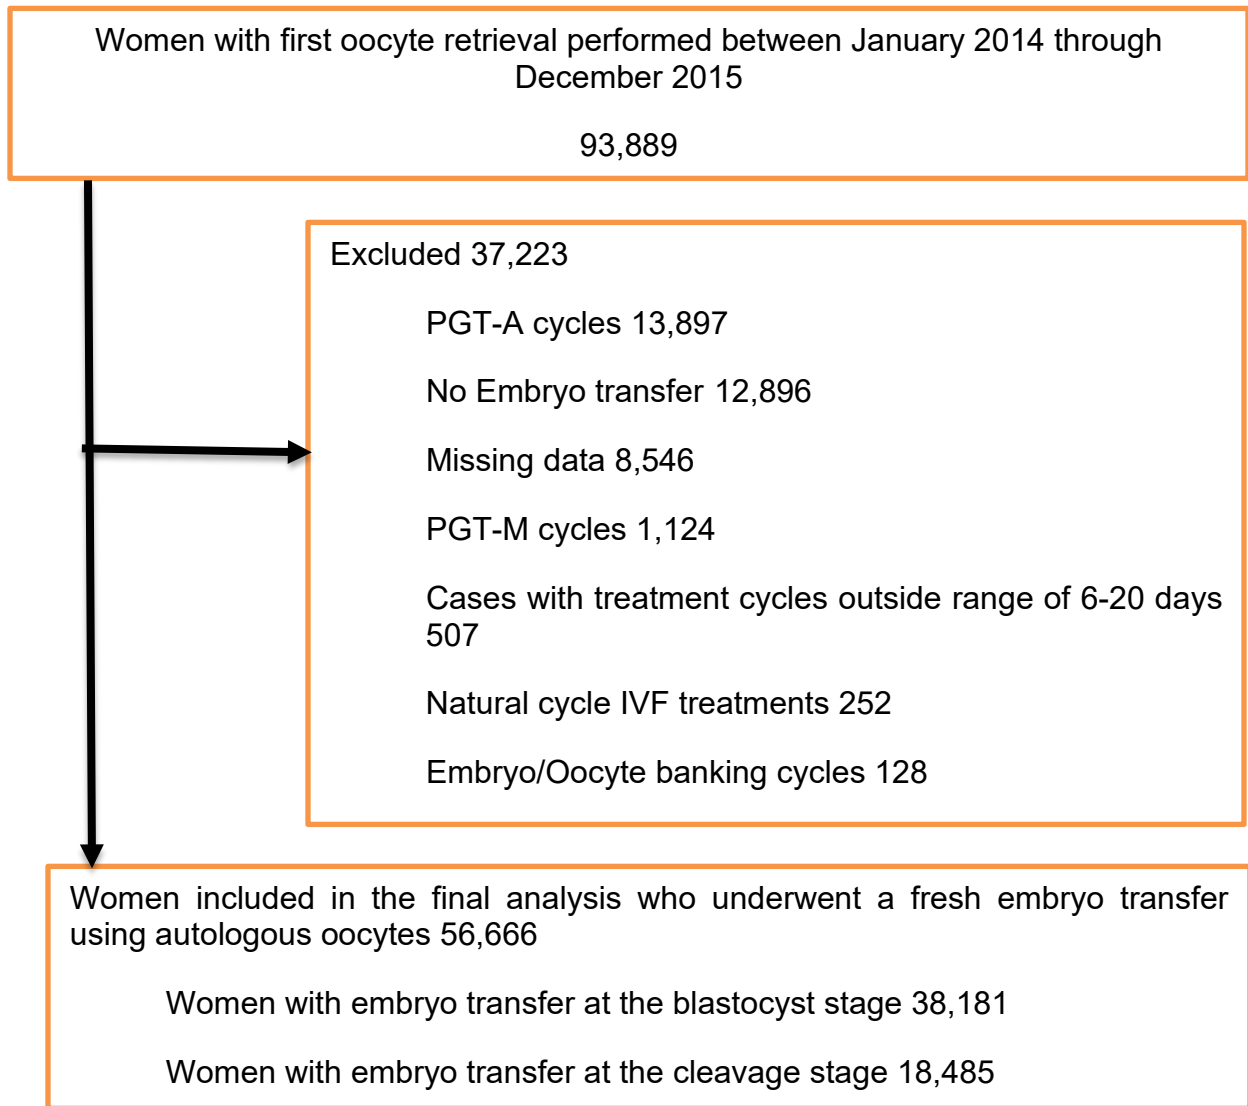 Women with first oocyte retrieval performed between January 2014 through
December 2015
93,889
Excluded 37,223
PGT-A cycles 13,897
No Embryo transfer 12,896
Missing data 8,546
PGT-M cycles 1,124
Cases with treatment cycles outside range of 6-20 days
507
Natural cycle IVF treatments 252
Embryo/Oocyte banking cycles 128
Women included in the final analysis who underwent a fresh embryo transfer
using autologous oocytes 56,666
Women with embryo transfer at the blastocyst stage 38,181
Women with embryo transfer at the cleavage stage 18,485